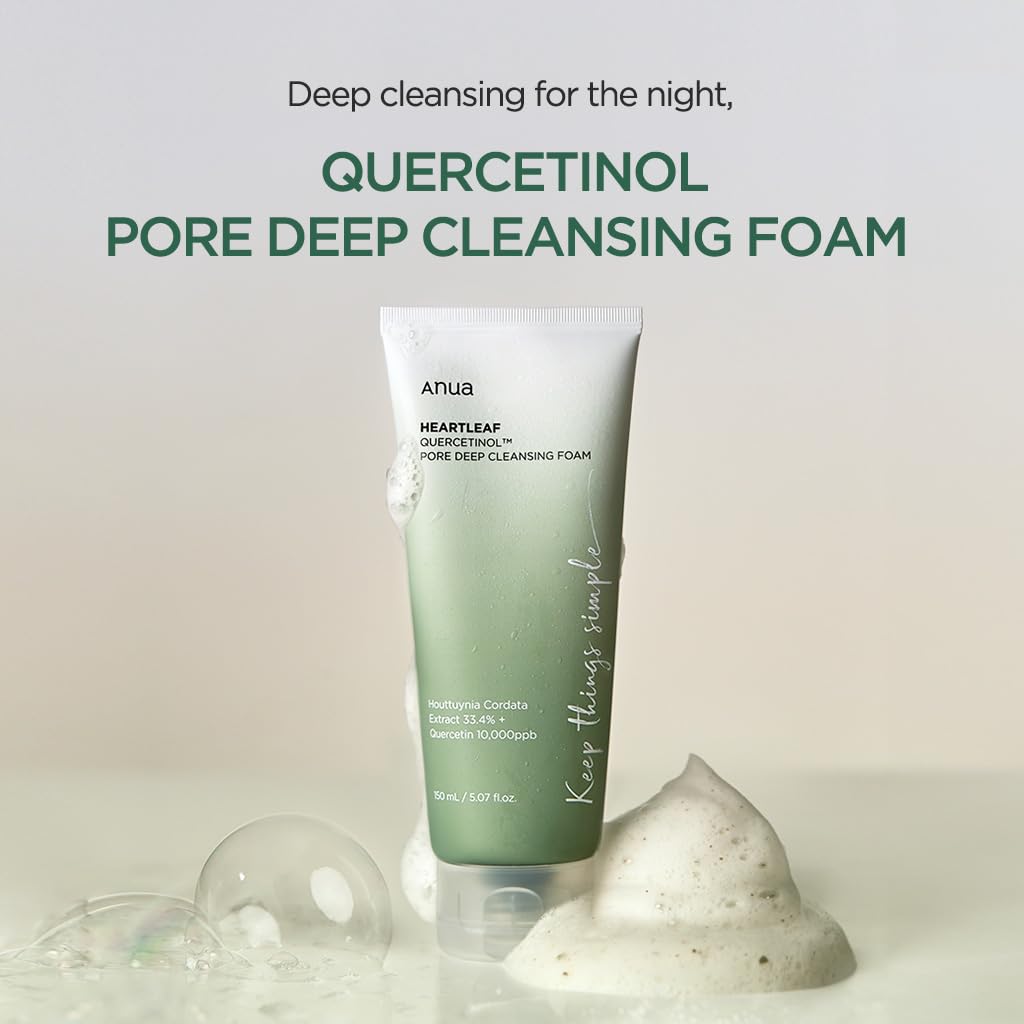 Deep cleansing for the night,
QUERCETINOL
PORE DEEP CLEANSING FOAM
Anua
HEARTLEAF
QUERCETINOL™
PORE DEEP CLEANSING FOAM
Keep things simple
Houttuynia Cordata
Extract 33.4% +
Quercetin 10,000ppb
150 mL / 5.07 fl.oz.